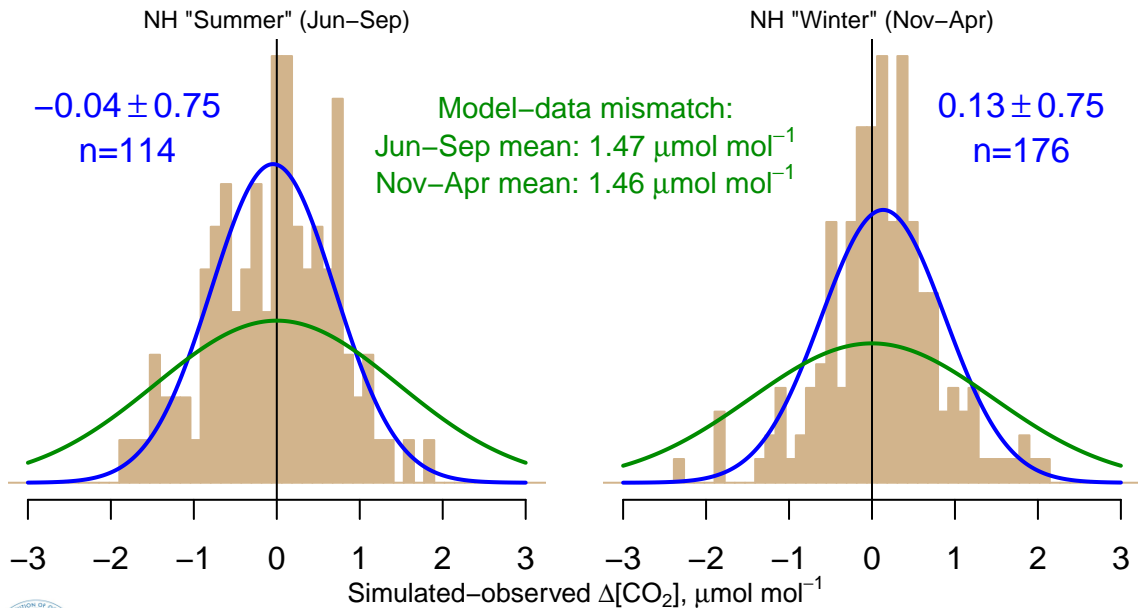 NH "Summer" (Jun−Sep)
NH "Winter" (Nov−Apr)
−0.04 ± 0.75
n=114
Model−data mismatch:
Jun−Sep mean: 1.47 μmol mol⁻¹
Nov−Apr mean: 1.46 μmol mol⁻¹
0.13 ± 0.75
n=176
−3 −2 −1 0 1 2 3
−3 −2 −1 0 1 2 3
Simulated−observed Δ[CO₂], μmol mol⁻¹